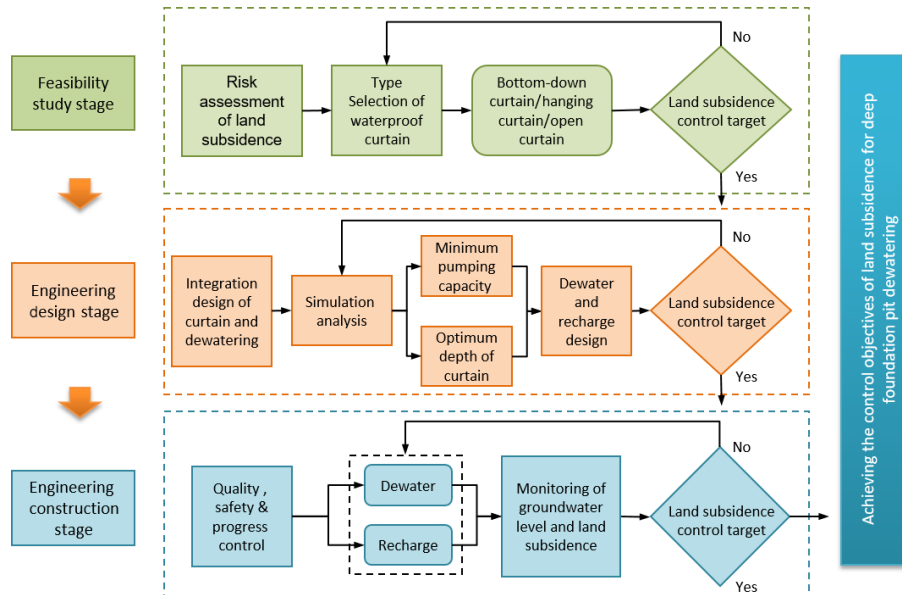 Feasibility
study stage
Risk
assessment
of land
subsidence
Type
Selection of
waterproof
curtain
Bottom-down
curtain/hanging
curtain/open
curtain
Land subsidence
control target
No
Yes
Engineering
design stage
Integration
design of
curtain and
dewatering
Simulation
analysis
Minimum
pumping
capacity
Optimum
depth of
curtain
Dewater
and
recharge
design
Land subsidence
control target
No
Yes
Engineering
construction
stage
Quality ,
safety &
progress
control
Dewater
Recharge
Monitoring of
groundwater
level and land
subsidence
Land subsidence
control target
No
Yes
Achieving the control objectives of land subsidence for deep
foundation pit dewatering